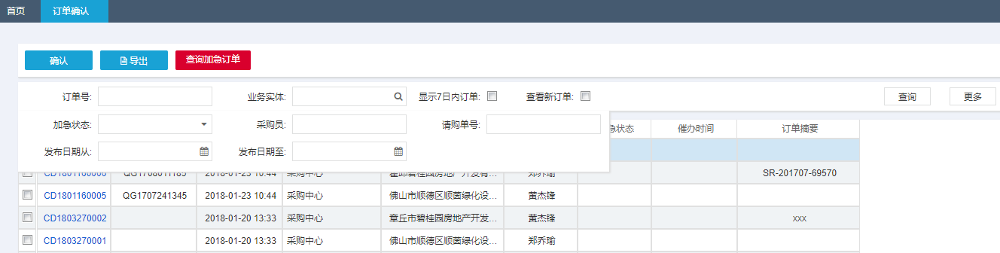 首页 订单确认
确认 导出 查询加急订单
订单号: 业务实体: 显示7日内订单: 查看新订单: 查询 更多
加急状态: 采购员: 请购单号: 急状态 催办时间 订单摘要
发布日期从: 发布日期至:
CD1801160006 QG1708011185 2018-01-23 10:44 采购中心 霍邱碧桂园房地产开发有... 郑乔瑜 SR-201707-69570
CD1801160005 QG1707241345 2018-01-23 10:44 采购中心 佛山市顺德区顺茵绿化设... 黄杰锋
CD1803270002 2018-01-20 13:33 采购中心 章丘市碧桂园房地产开发... 黄杰锋 xxx
CD1803270001 2018-01-20 13:33 采购中心 佛山市顺德区顺茵绿化设... 郑乔瑜